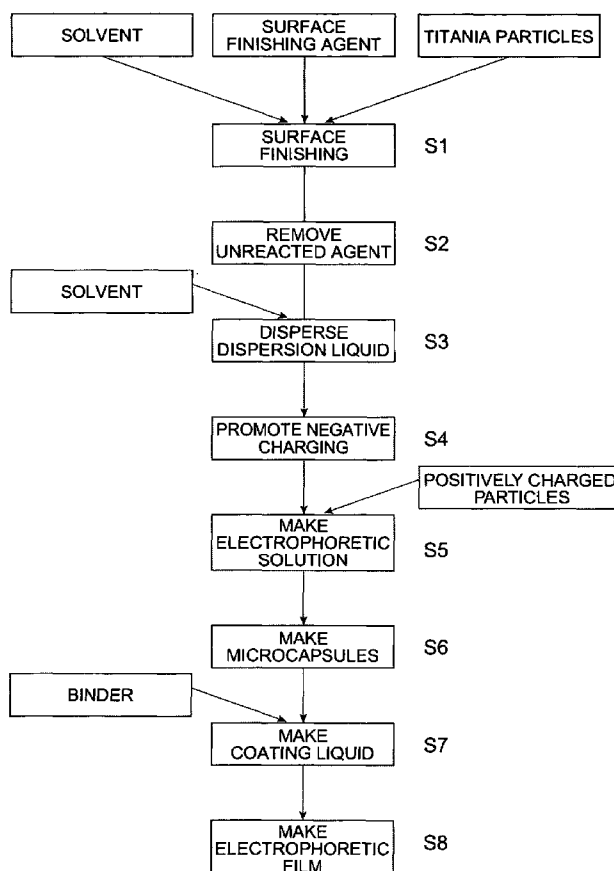 SOLVENT
SURFACE
FINISHING AGENT
TITANIA PARTICLES
SURFACE
FINISHING
S1
REMOVE
UNREACTED AGENT
S2
SOLVENT
DISPERSE
DISPERSION LIQUID
S3
PROMOTE NEGATIVE
CHARGING
S4
POSITIVELY CHARGED
PARTICLES
MAKE
ELECTROPHORETIC
SOLUTION
S5
MAKE
MICROCAPSULES
S6
BINDER
MAKE
COATING LIQUID
S7
MAKE
ELECTROPHORETIC
FILM
S8